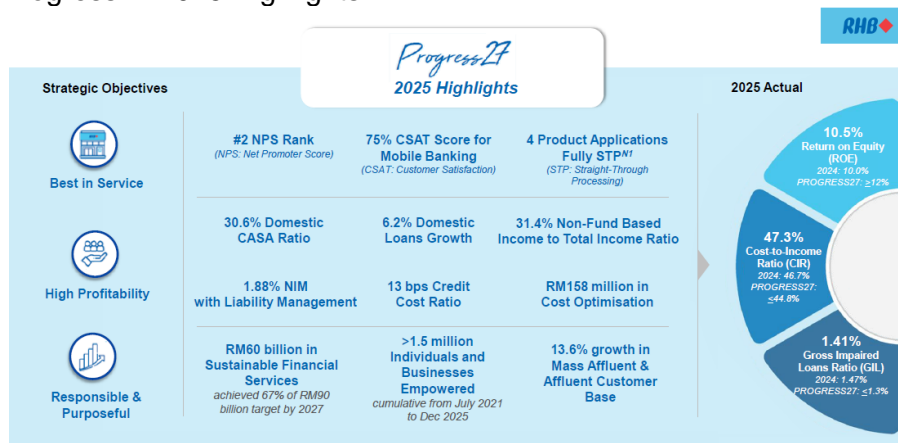 RHB
Progress27
2025 Highlights
Strategic Objectives
2025 Actual
Best in Service
#2 NPS Rank
(NPS: Net Promoter Score)
75% CSAT Score for
Mobile Banking
(CSAT: Customer Satisfaction)
4 Product Applications
Fully STP^N1
(STP: Straight-Through
Processing)
High Profitability
30.6% Domestic
CASA Ratio
6.2% Domestic
Loans Growth
31.4% Non-Fund Based
Income to Total Income Ratio
1.88% NIM
with Liability Management
13 bps Credit
Cost Ratio
RM158 million in
Cost Optimisation
Responsible &
Purposeful
RM60 billion in
Sustainable Financial
Services
achieved 67% of RM90
billion target by 2027
>1.5 million
Individuals and
Businesses
Empowered
cumulative from July 2021
to Dec 2025
13.6% growth in
Mass Affluent &
Affluent Customer
Base
10.5%
Return on Equity
(ROE)
2024: 10.0%
PROGRESS27: ≥12%
47.3%
Cost-to-Income
Ratio (CIR)
2024: 46.7%
PROGRESS27:
≤44.8%
1.41%
Gross Impaired
Loans Ratio (GIL)
2024: 1.47%
PROGRESS27: ≤1.3%